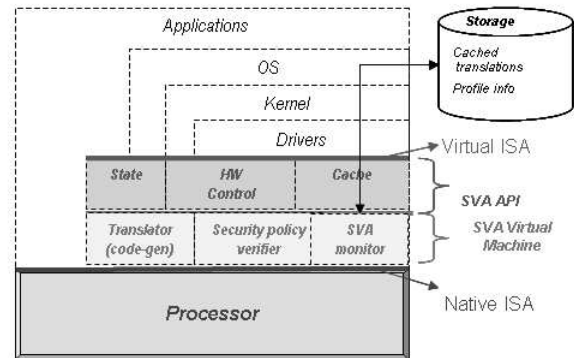 Applications
Storage
Cached
translations
Profile info
OS
Kernel
Drivers
Virtual ISA
State
HW
Control
Cache
SVA API
Translator
(code-gen)
Security policy
verifier
SVA
monitor
SVA Virtual
Machine
Native ISA
Processor